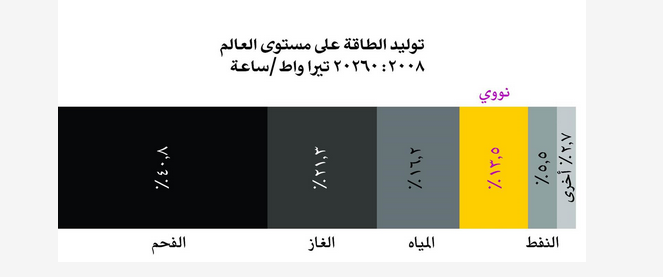 توليد الطاقة على مستوى العالم
٢٠٠٨: ٢٠٢٦٠ تيرا واط /ساعة
نووي
٪٢,٧ أخرى
٪٥,٥
٪١٣,٥
٪١٦,٢
٪٢١,٣
٪٤٠,٨
النفط
المياه
الغاز
الفحم